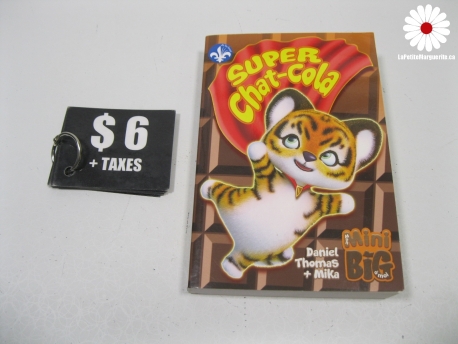 LaPetiteMarguerite.ca
SUPER
Chat-Cola
$ 6
+ TAXES
Daniel
Thomas
+ Mika
Mini
BIG